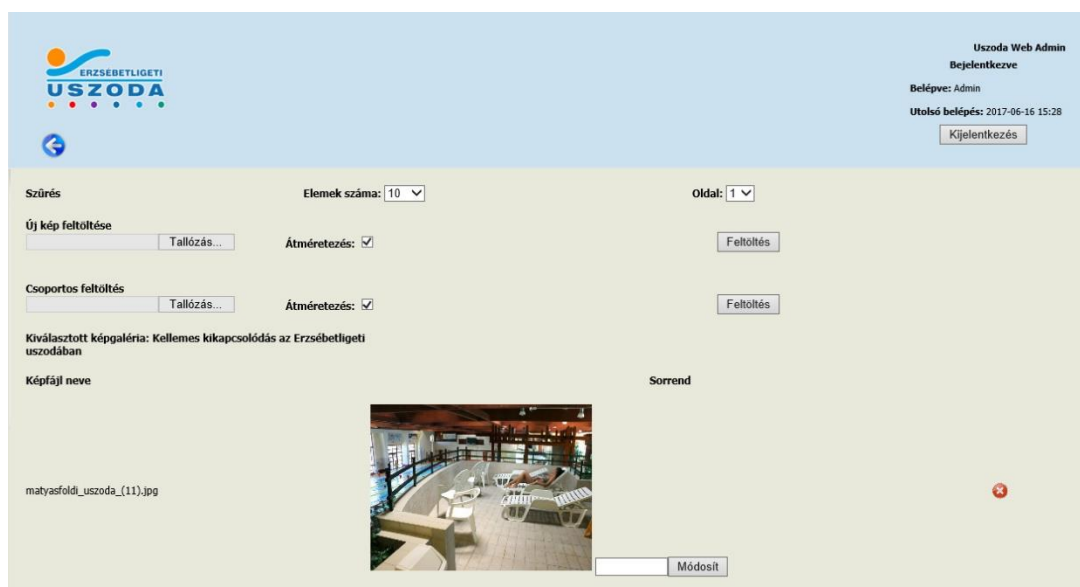 ERZSÉBETLIGETI
USZODA
Uszoda Web Admin
Bejelentkezve
Belépve: Admin
Utolsó belépés: 2017-06-16 15:28
Kijelentkezés
Szűrés Elemek száma: 10 Oldal: 1
Új kép feltöltése
Tallózás... Átméretezés: Feltöltés
Csoportos feltöltés
Tallózás... Átméretezés: Feltöltés
Kiválasztott képgaléria: Kellemes kikapcsolódás az Erzsébetligeti
uszodában
Képfájl neve Sorrend
matyasfoldi_uszoda_(11).jpg
Módosít